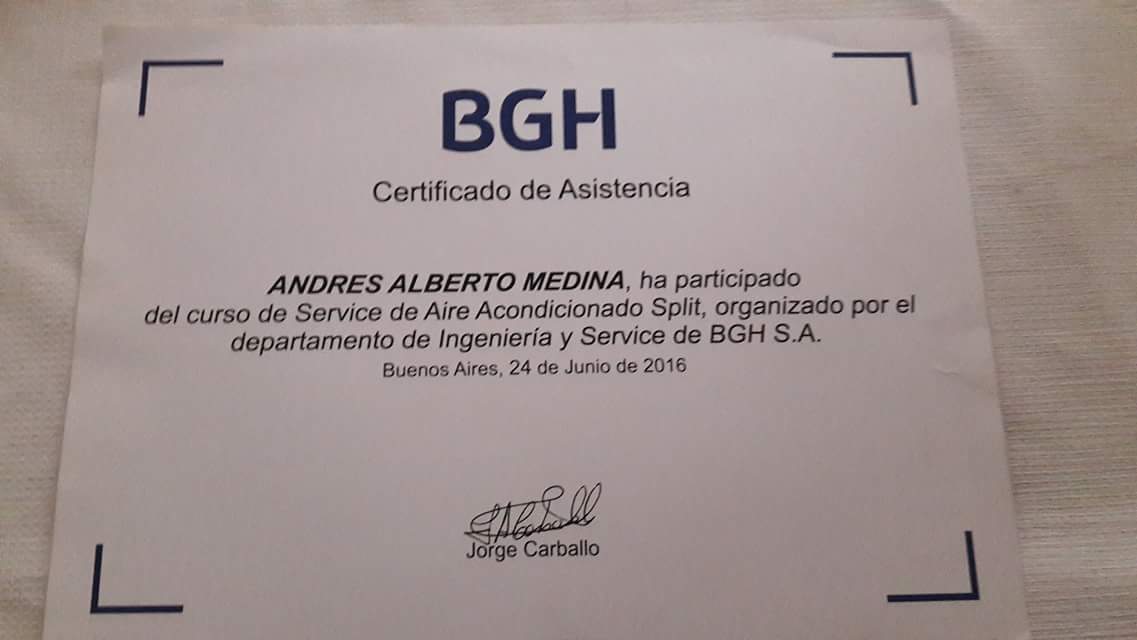 BGH
Certificado de Asistencia
ANDRES ALBERTO MEDINA, ha participado
del curso de Service de Aire Acondicionado Split, organizado por el
departamento de Ingeniería y Service de BGH S.A.
Buenos Aires, 24 de Junio de 2016
Jorge Carballo